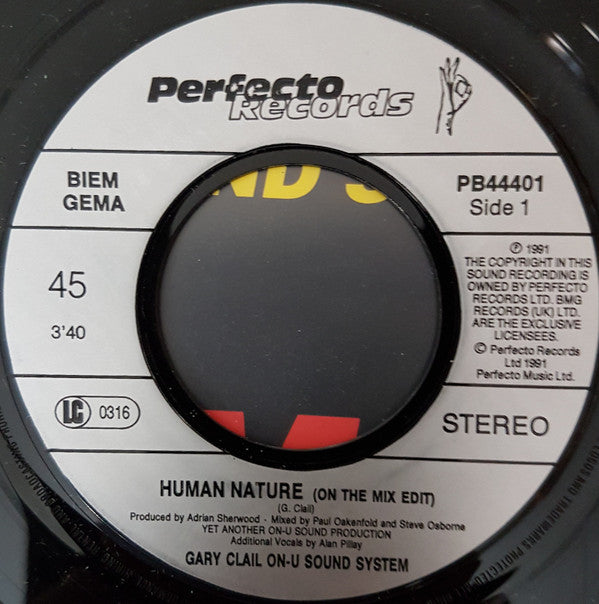 Perfecto
Records
BIEM
GEMA
PB44401
Side 1
ND S
45
3'40
℗ 1991
THE COPYRIGHT IN THIS
SOUND RECORDING IS
OWNED BY PERFECTO
RECORDS LTD. BMG
RECORDS (UK) LTD.
ARE THE EXCLUSIVE
LICENSEES.
© Perfecto Records
Ltd 1991
Perfecto Music Ltd.
LC 0316
STEREO
HUMAN NATURE (ON THE MIX EDIT)
(G. Clail)
Produced by Adrian Sherwood - Mixed by Paul Oakenfold and Steve Osborne
YET ANOTHER ON-U SOUND PRODUCTION
Additional Vocals by Alan Pillay
GARY CLAIL ON-U SOUND SYSTEM